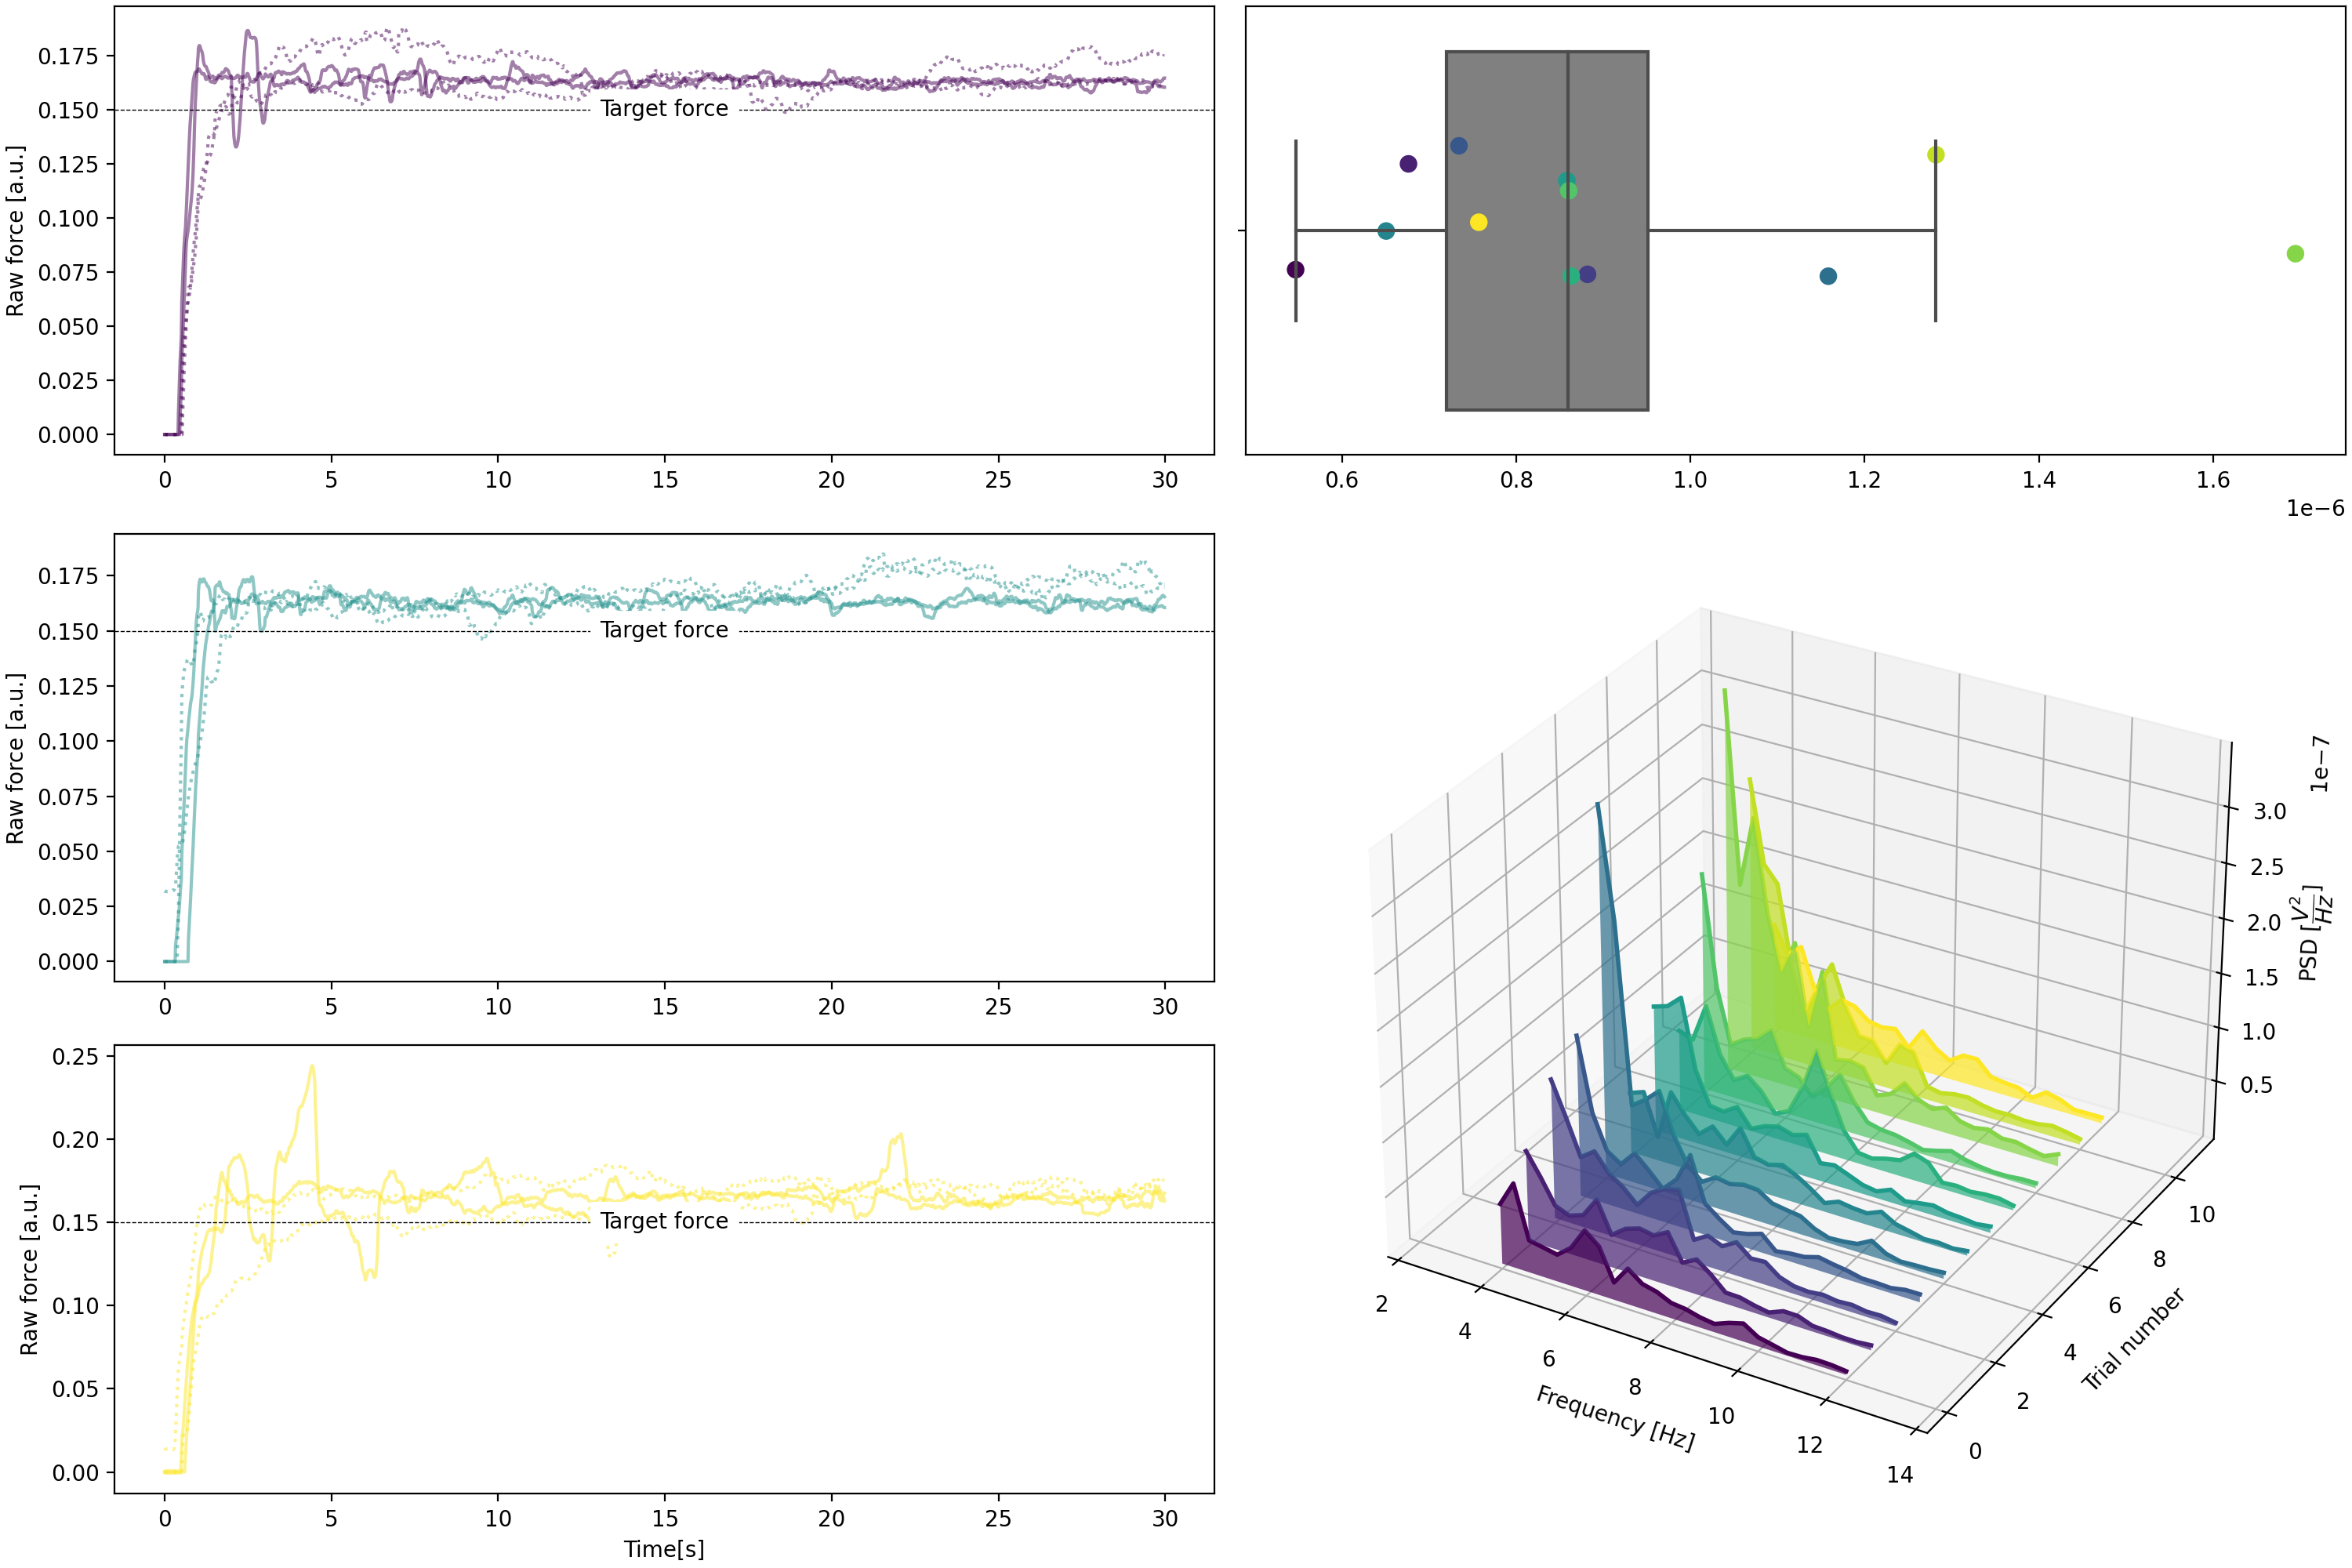 0.175
0.150
0.125
0.100
0.075
0.050
0.025
0.000
Raw force [a.u.]
Target force
0 5 10 15 20 25 30
0.6 0.8 1.0 1.2 1.4 1.6
1e−6
0.175
0.150
0.125
0.100
0.075
0.050
0.025
0.000
Raw force [a.u.]
Target force
0 5 10 15 20 25 30
0.25
0.20
0.15
0.10
0.05
0.00
Raw force [a.u.]
Target force
0 5 10 15 20 25 30
Time[s]
1e−7
3.0
2.5
2.0
1.5
1.0
0.5
PSD [V²/Hz]
10
8
6
4
2
0
Trial number
2
4
6
8
10
12
14
Frequency [Hz]